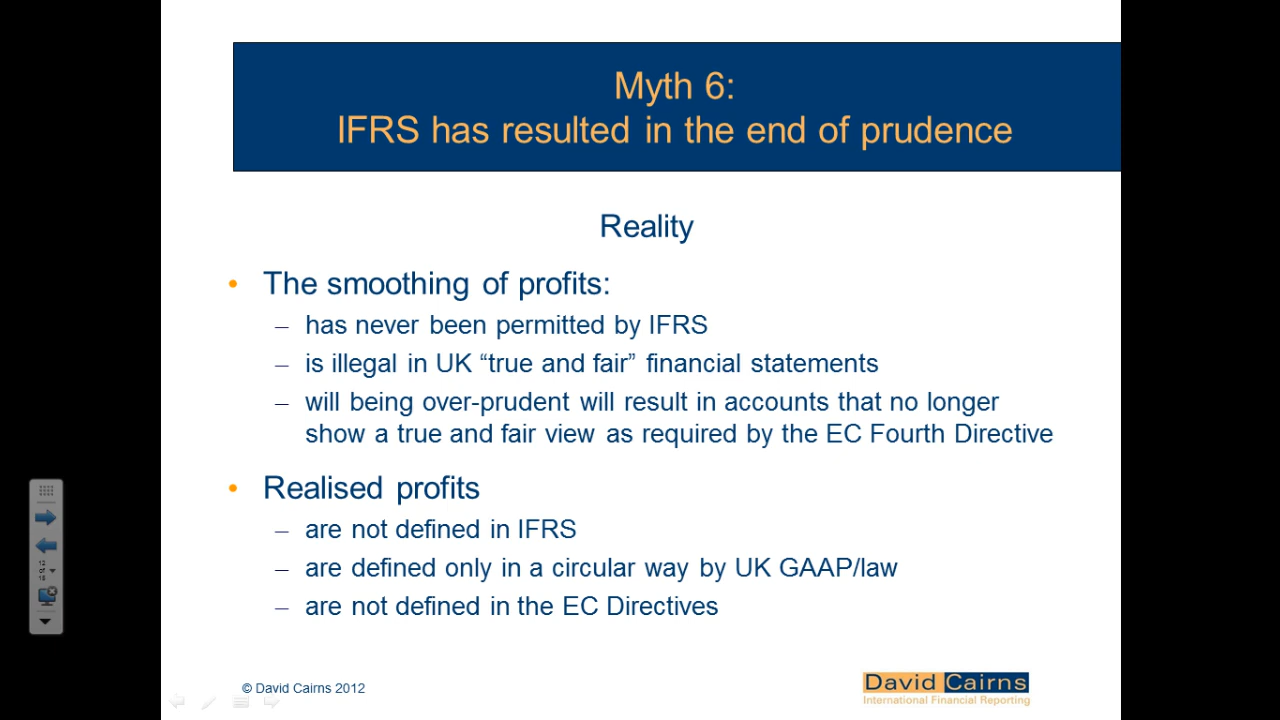 Myth 6:
IFRS has resulted in the end of prudence
Reality
• The smoothing of profits:
– has never been permitted by IFRS
– is illegal in UK “true and fair” financial statements
– will being over-prudent will result in accounts that no longer
show a true and fair view as required by the EC Fourth Directive
• Realised profits
– are not defined in IFRS
– are defined only in a circular way by UK GAAP/law
– are not defined in the EC Directives
12
of
18
© David Cairns 2012
David Cairns
International Financial Reporting